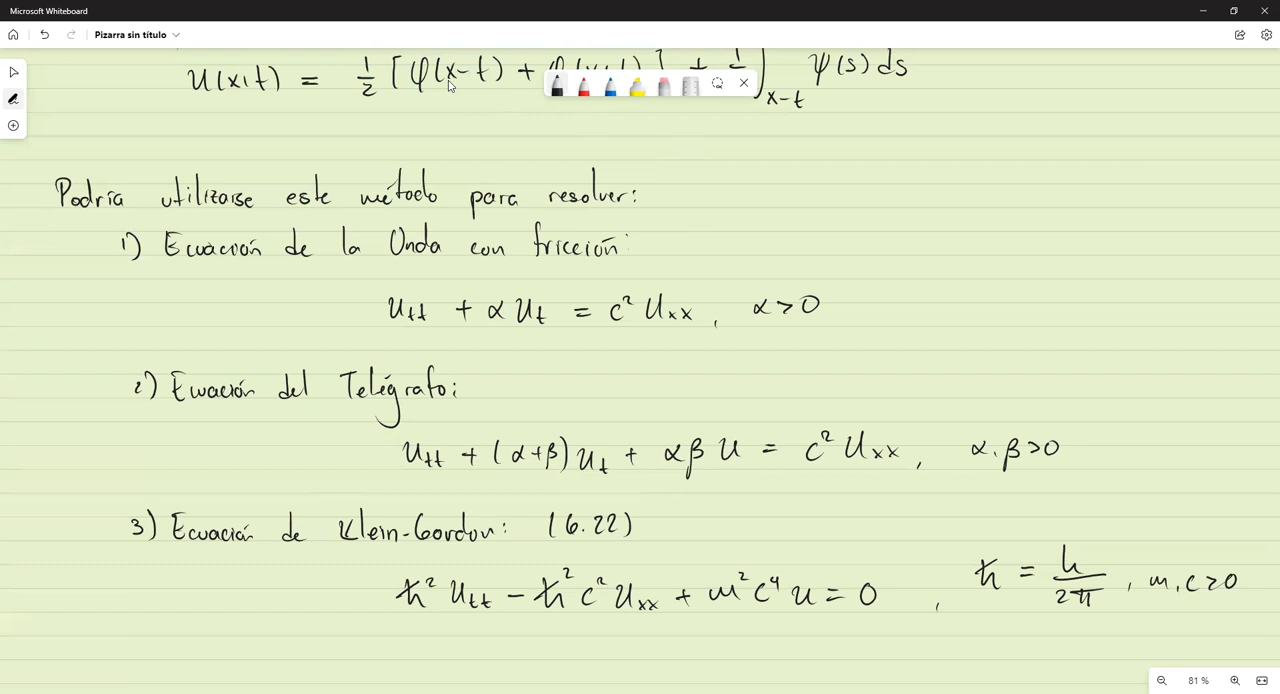 Microsoft Whiteboard
Pizarra sin título
u(x,t) = 1/2 [φ(x-t) + φ(x+t)] + 1/2 ∫_{x-t} ψ(s) ds
Podría utilizarse este método para resolver:
1) Ecuación de la Onda con fricción:
u_tt + α u_t = c² u_xx , α > 0
2) Ecuación del Telégrafo:
u_tt + (α+β) u_t + αβ u = c² u_xx , α, β > 0
3) Ecuación de Klein-Gordon: (6.22)
ħ² u_tt - ħ² c² u_xx + m² c⁴ u = 0 , ħ = h/2π , m, c > 0
81 %